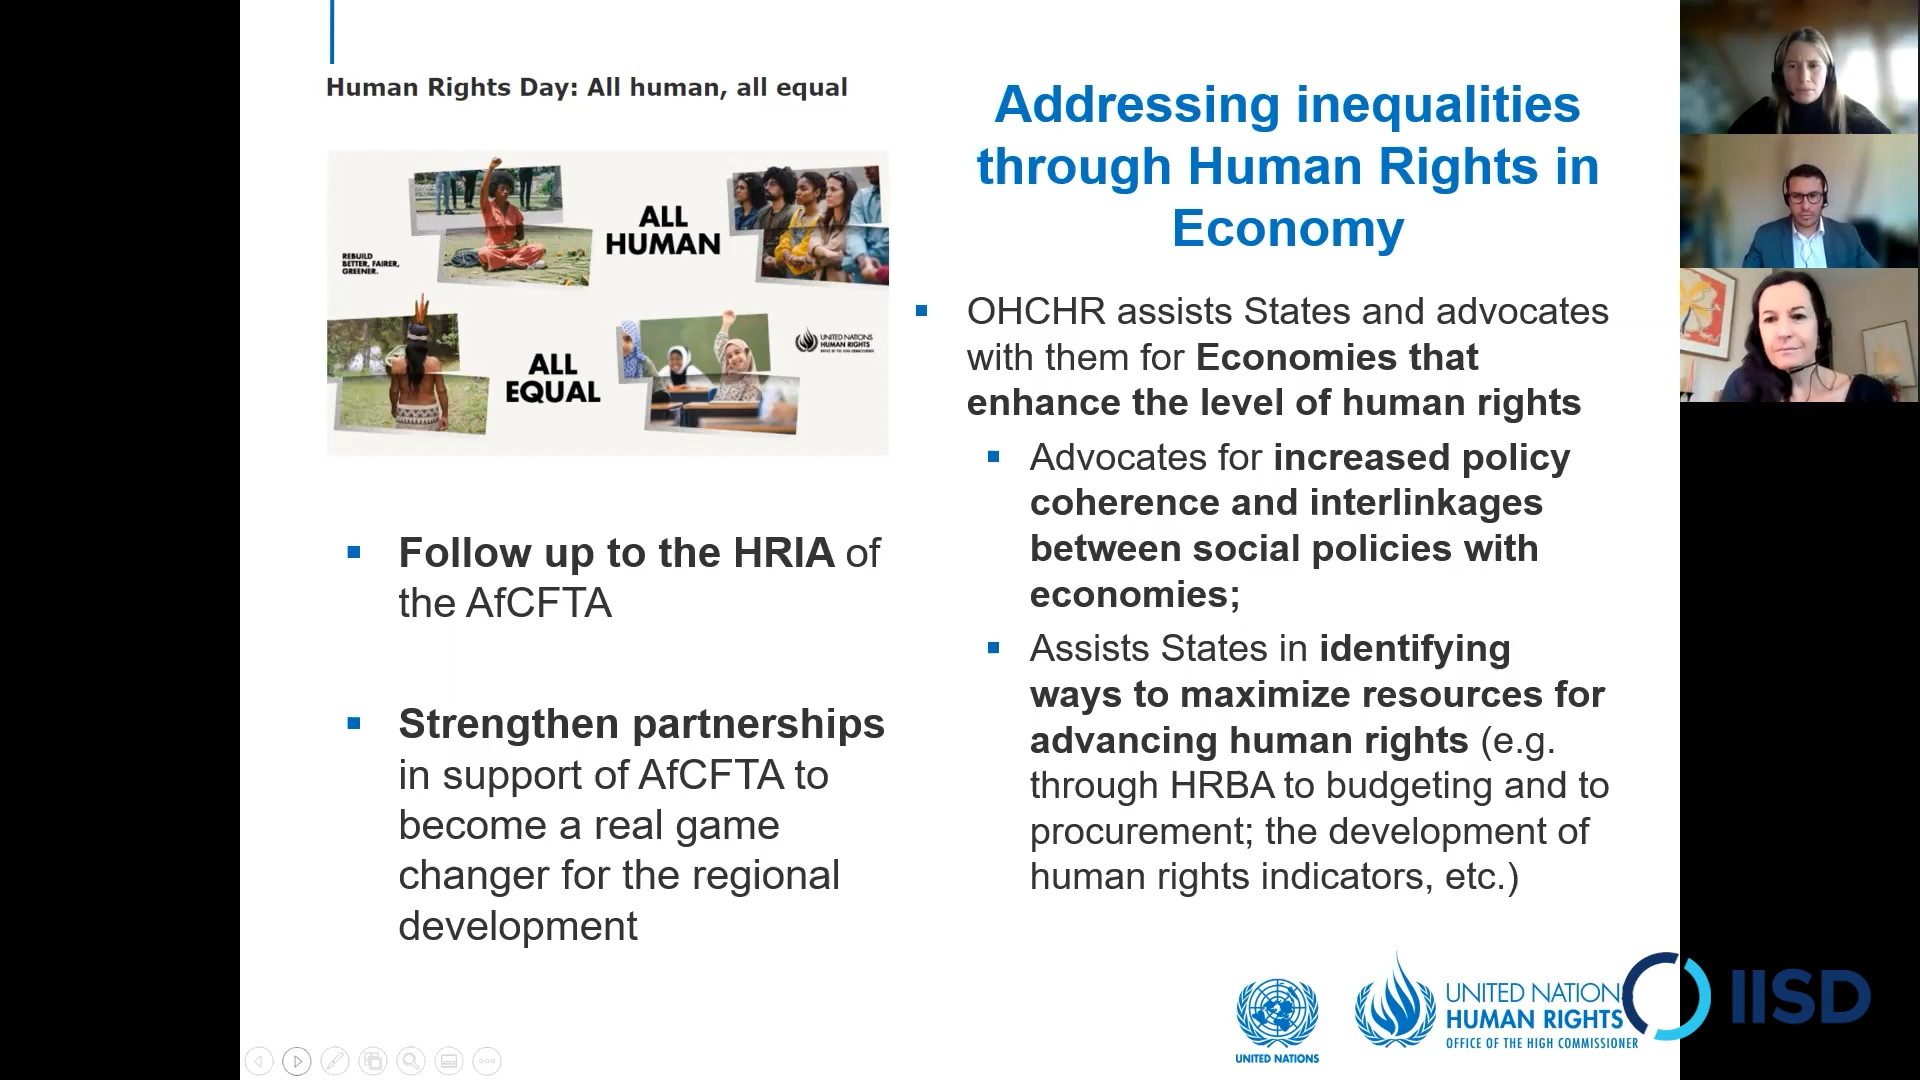 Human Rights Day: All human, all equal
ALL
HUMAN
REBUILD
BETTER, FAIRER,
GREENER.
ALL
EQUAL
UNITED NATIONS
HUMAN RIGHTS
OFFICE OF THE HIGH COMMISSIONER
Follow up to the HRIA of
the AfCFTA
Strengthen partnerships
in support of AfCFTA to
become a real game
changer for the regional
development
Addressing inequalities
through Human Rights in
Economy
OHCHR assists States and advocates
with them for Economies that
enhance the level of human rights
Advocates for increased policy
coherence and interlinkages
between social policies with
economies;
Assists States in identifying
ways to maximize resources for
advancing human rights (e.g.
through HRBA to budgeting and to
procurement; the development of
human rights indicators, etc.)
UNITED NATIONS
UNITED NATION
HUMAN RIGHTS
OFFICE OF THE HIGH COMMISSIONER
IISD